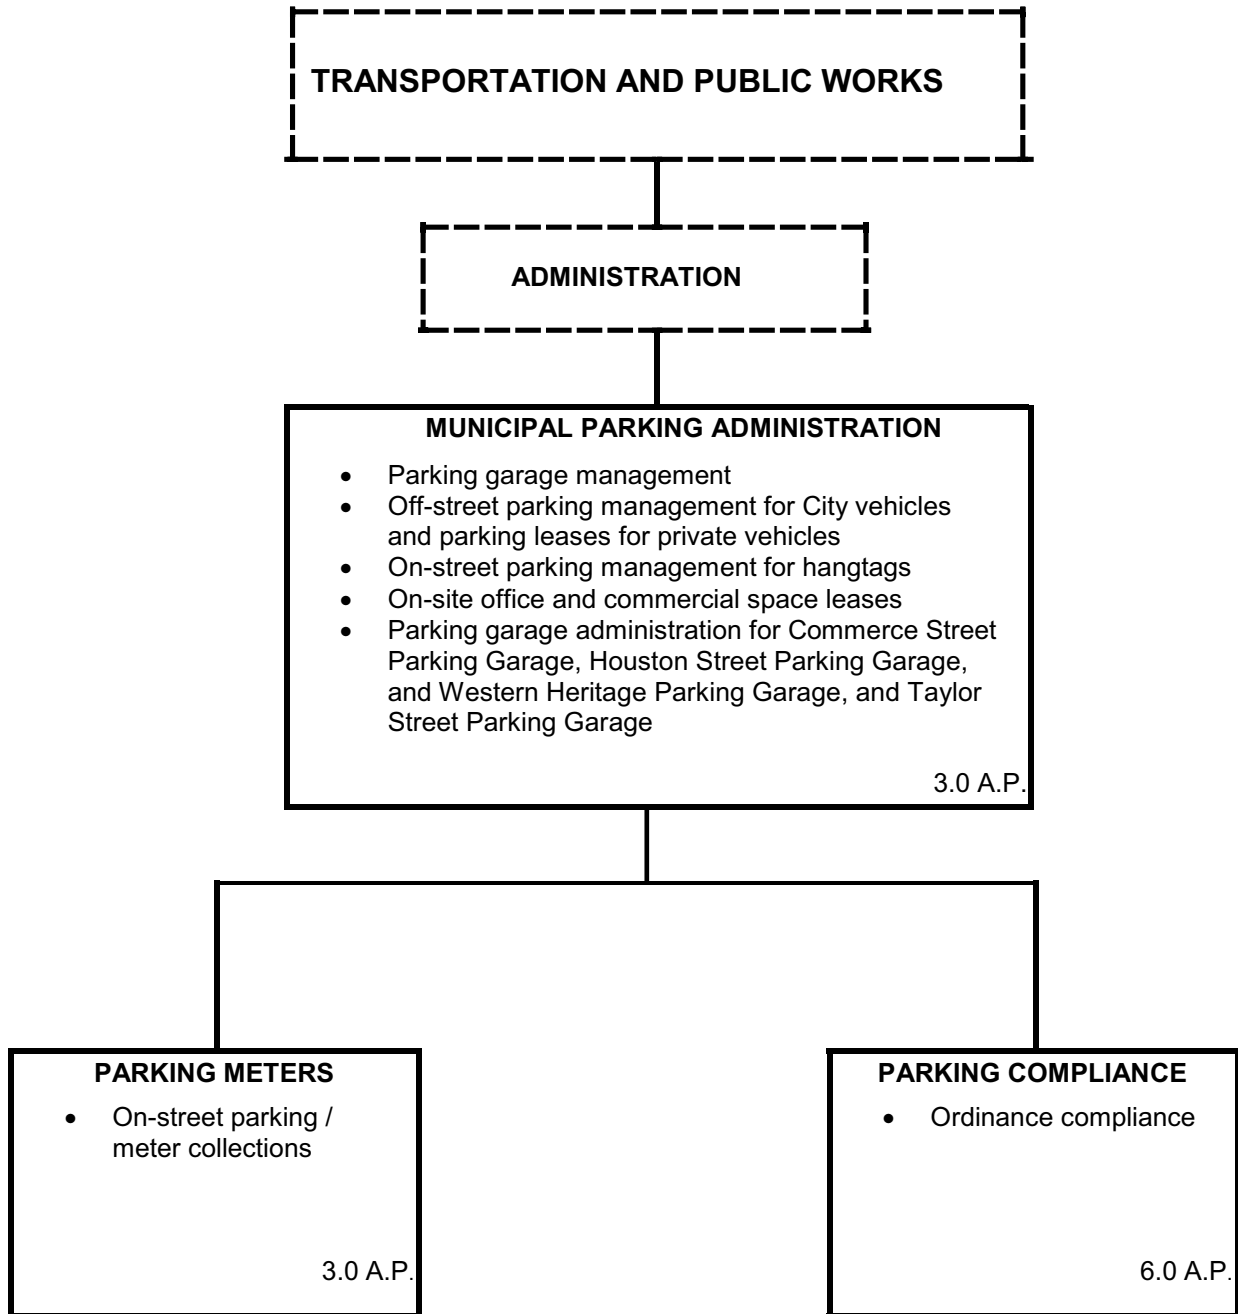 TRANSPORTATION AND PUBLIC WORKS
ADMINISTRATION
MUNICIPAL PARKING ADMINISTRATION
• Parking garage management
• Off-street parking management for City vehicles
and parking leases for private vehicles
• On-street parking management for hangtags
• On-site office and commercial space leases
• Parking garage administration for Commerce Street
Parking Garage, Houston Street Parking Garage,
and Western Heritage Parking Garage, and Taylor
Street Parking Garage
3.0 A.P.
PARKING METERS
• On-street parking /
meter collections
3.0 A.P.
PARKING COMPLIANCE
• Ordinance compliance
6.0 A.P.